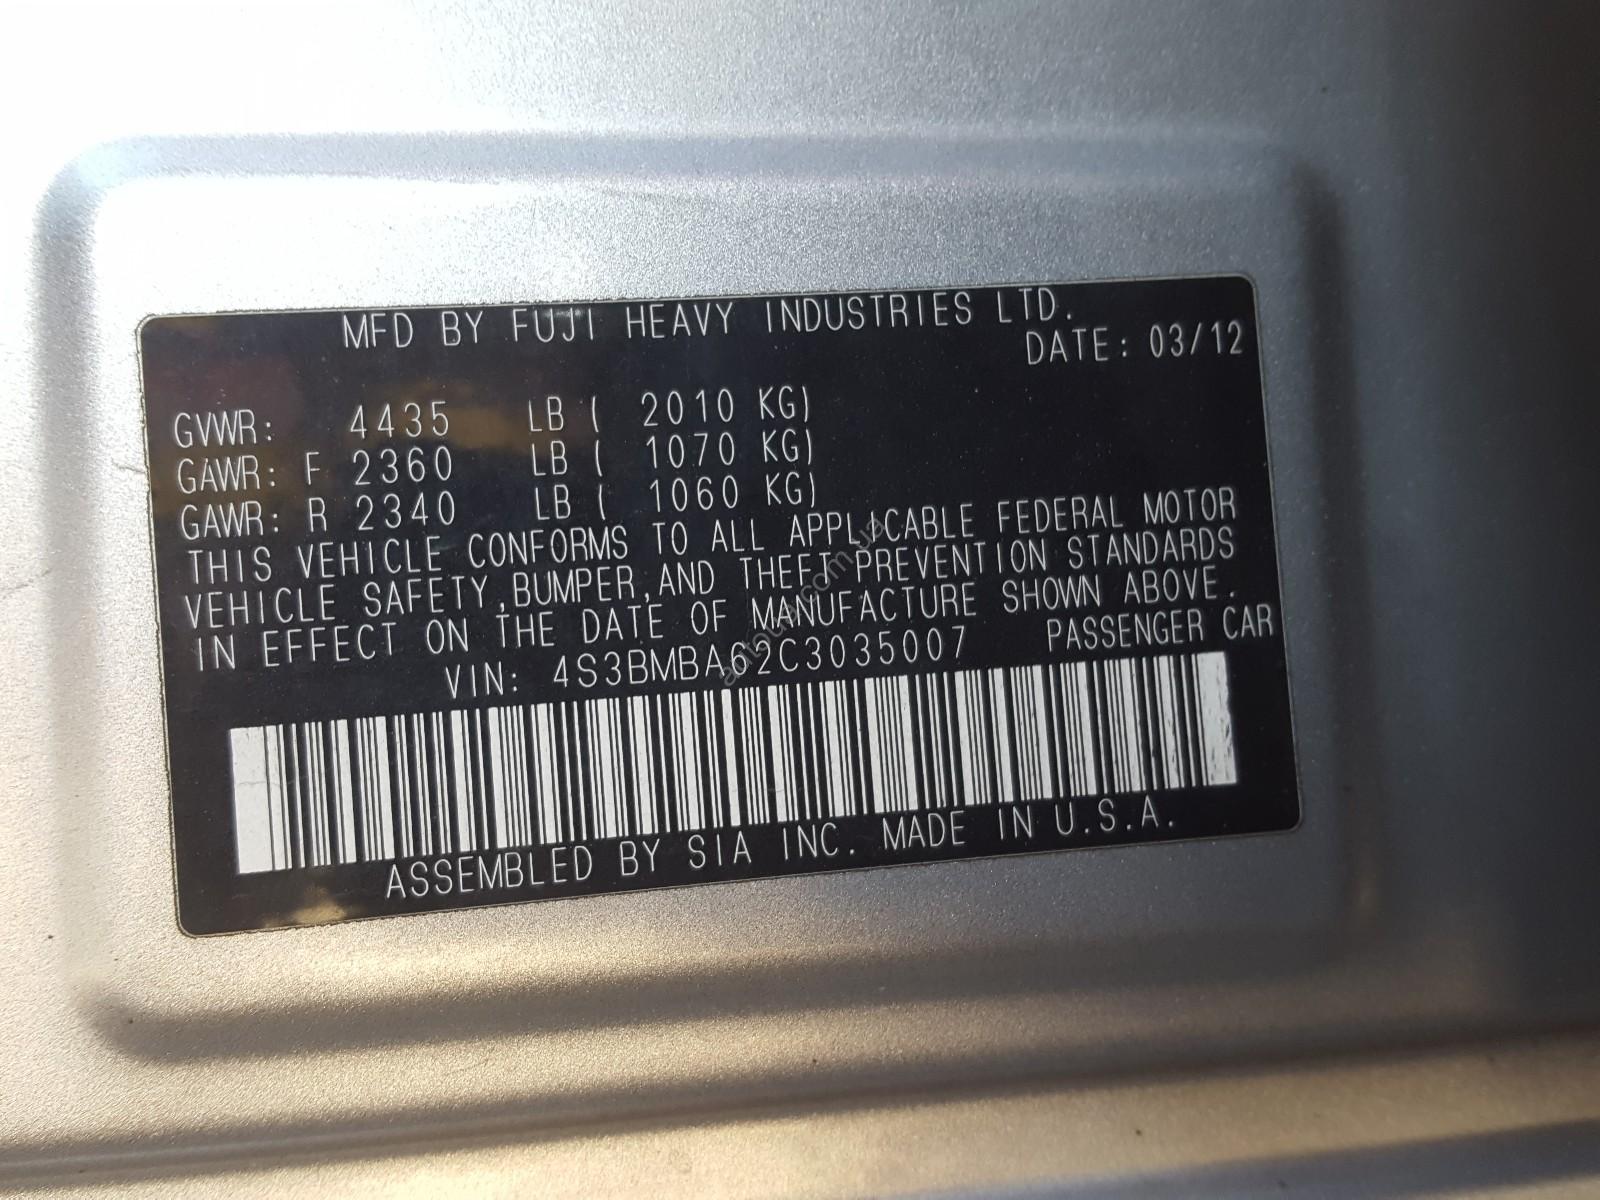 MFD BY FUJI HEAVY INDUSTRIES LTD.
DATE: 03/12
GVWR: 4435 LB ( 2010 KG)
GAWR: F 2360 LB ( 1070 KG)
GAWR: R 2340 LB ( 1060 KG)
THIS VEHICLE CONFORMS TO ALL APPLICABLE FEDERAL MOTOR
VEHICLE SAFETY,BUMPER,AND THEFT PREVENTION STANDARDS
IN EFFECT ON THE DATE OF MANUFACTURE SHOWN ABOVE.
VIN: 4S3BMBA62C3035007 PASSENGER CAR
ASSEMBLED BY SIA INC. MADE IN U.S.A.